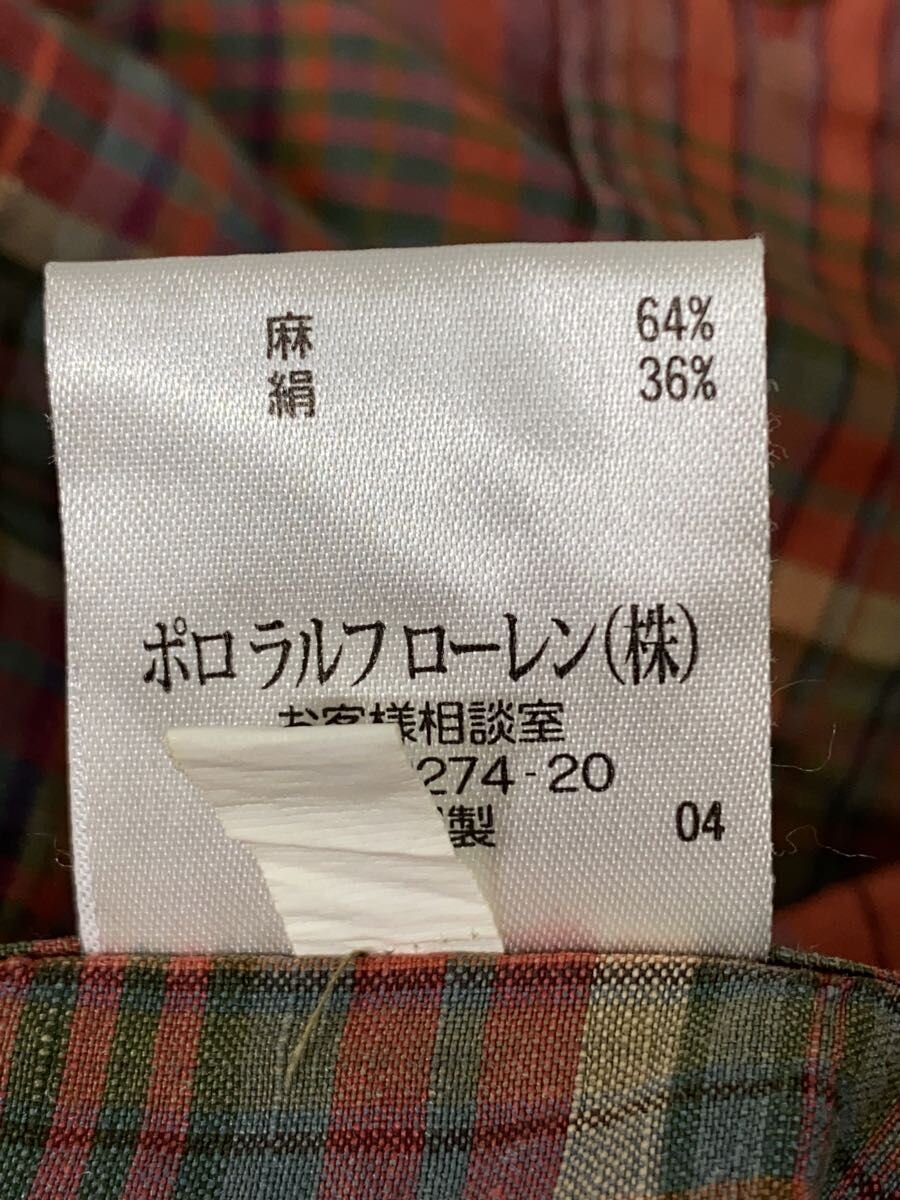 麻 64%
絹 36%
ポロ ラルフ ローレン(株)
お客様相談室
274-20
製 04